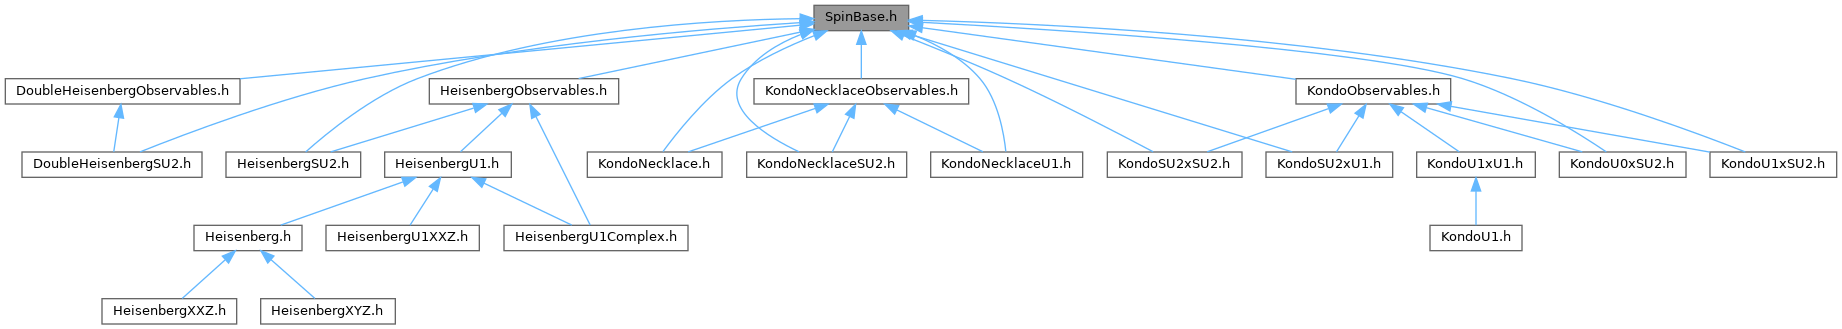 SpinBase.h
DoubleHeisenbergObservables.h
HeisenbergObservables.h
KondoNecklaceObservables.h
KondoObservables.h
DoubleHeisenbergSU2.h
HeisenbergSU2.h
HeisenbergU1.h
KondoNecklace.h
KondoNecklaceSU2.h
KondoNecklaceU1.h
KondoSU2xSU2.h
KondoSU2xU1.h
KondoU1xU1.h
KondoU0xSU2.h
KondoU1xSU2.h
Heisenberg.h
HeisenbergU1XXZ.h
HeisenbergU1Complex.h
KondoU1.h
HeisenbergXXZ.h
HeisenbergXYZ.h